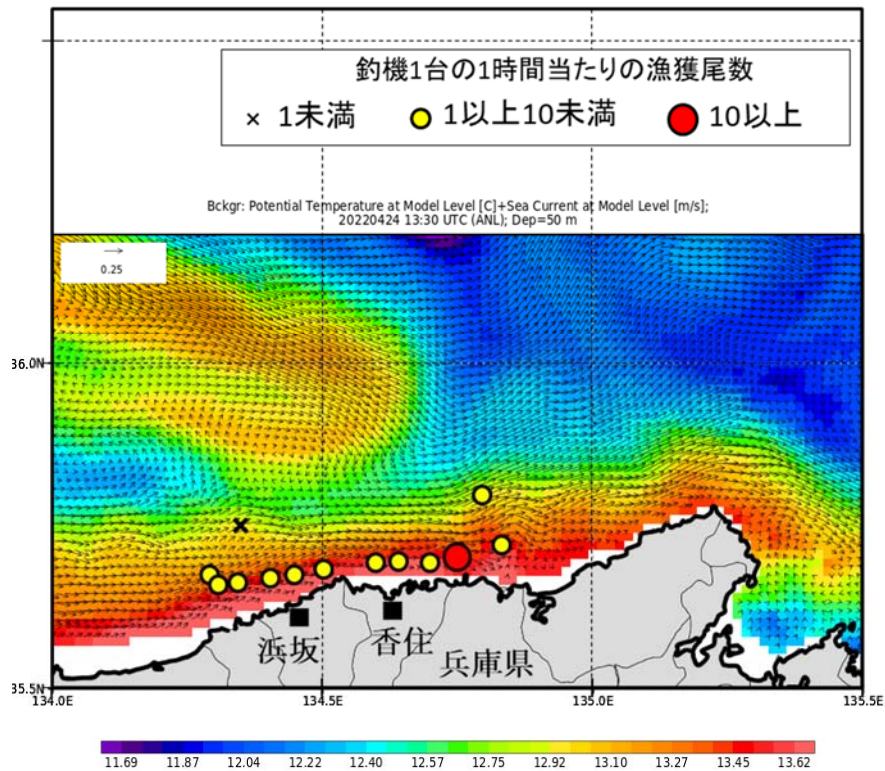 釣機1台の1時間当たりの漁獲尾数
× 1未満 1以上10未満 10以上
Bckgr: Potential Temperature at Model Level [C]+Sea Current at Model Level [m/s];
20220424 13:30 UTC (ANL); Dep=50 m
0.25
36.0N
浜坂
香住
兵庫県
35.5N
134.0E 134.5E 135.0E 135.5E
11.69 11.87 12.04 12.22 12.40 12.57 12.75 12.92 13.10 13.27 13.45 13.62